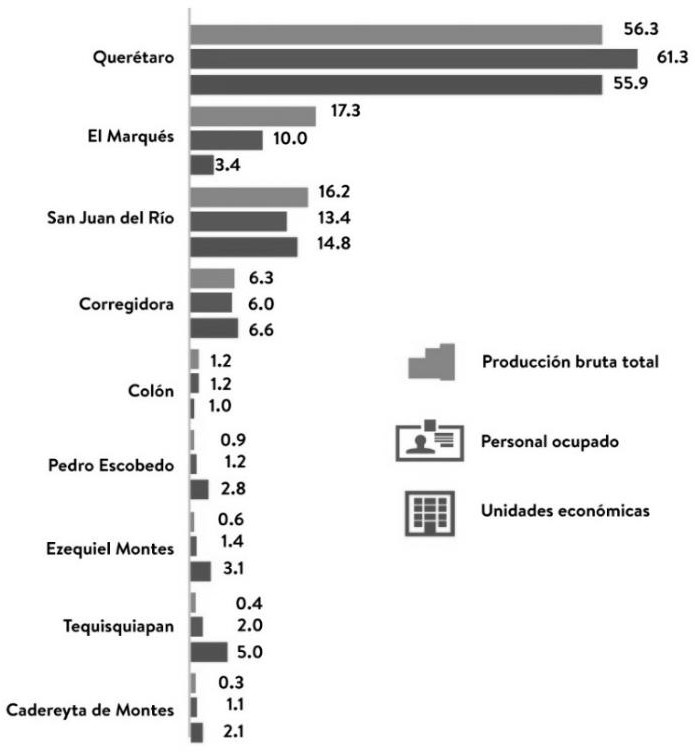 56.3
Querétaro
61.3
55.9
17.3
El Marqués
10.0
3.4
16.2
San Juan del Río
13.4
14.8
6.3
Corregidora
6.0
6.6
1.2
Colón
1.2
1.0
0.9
Pedro Escobedo
1.2
2.8
0.6
Ezequiel Montes
1.4
3.1
0.4
Tequisquiapan
2.0
5.0
0.3
Cadereyta de Montes
1.1
2.1
Producción bruta total
Personal ocupado
Unidades económicas